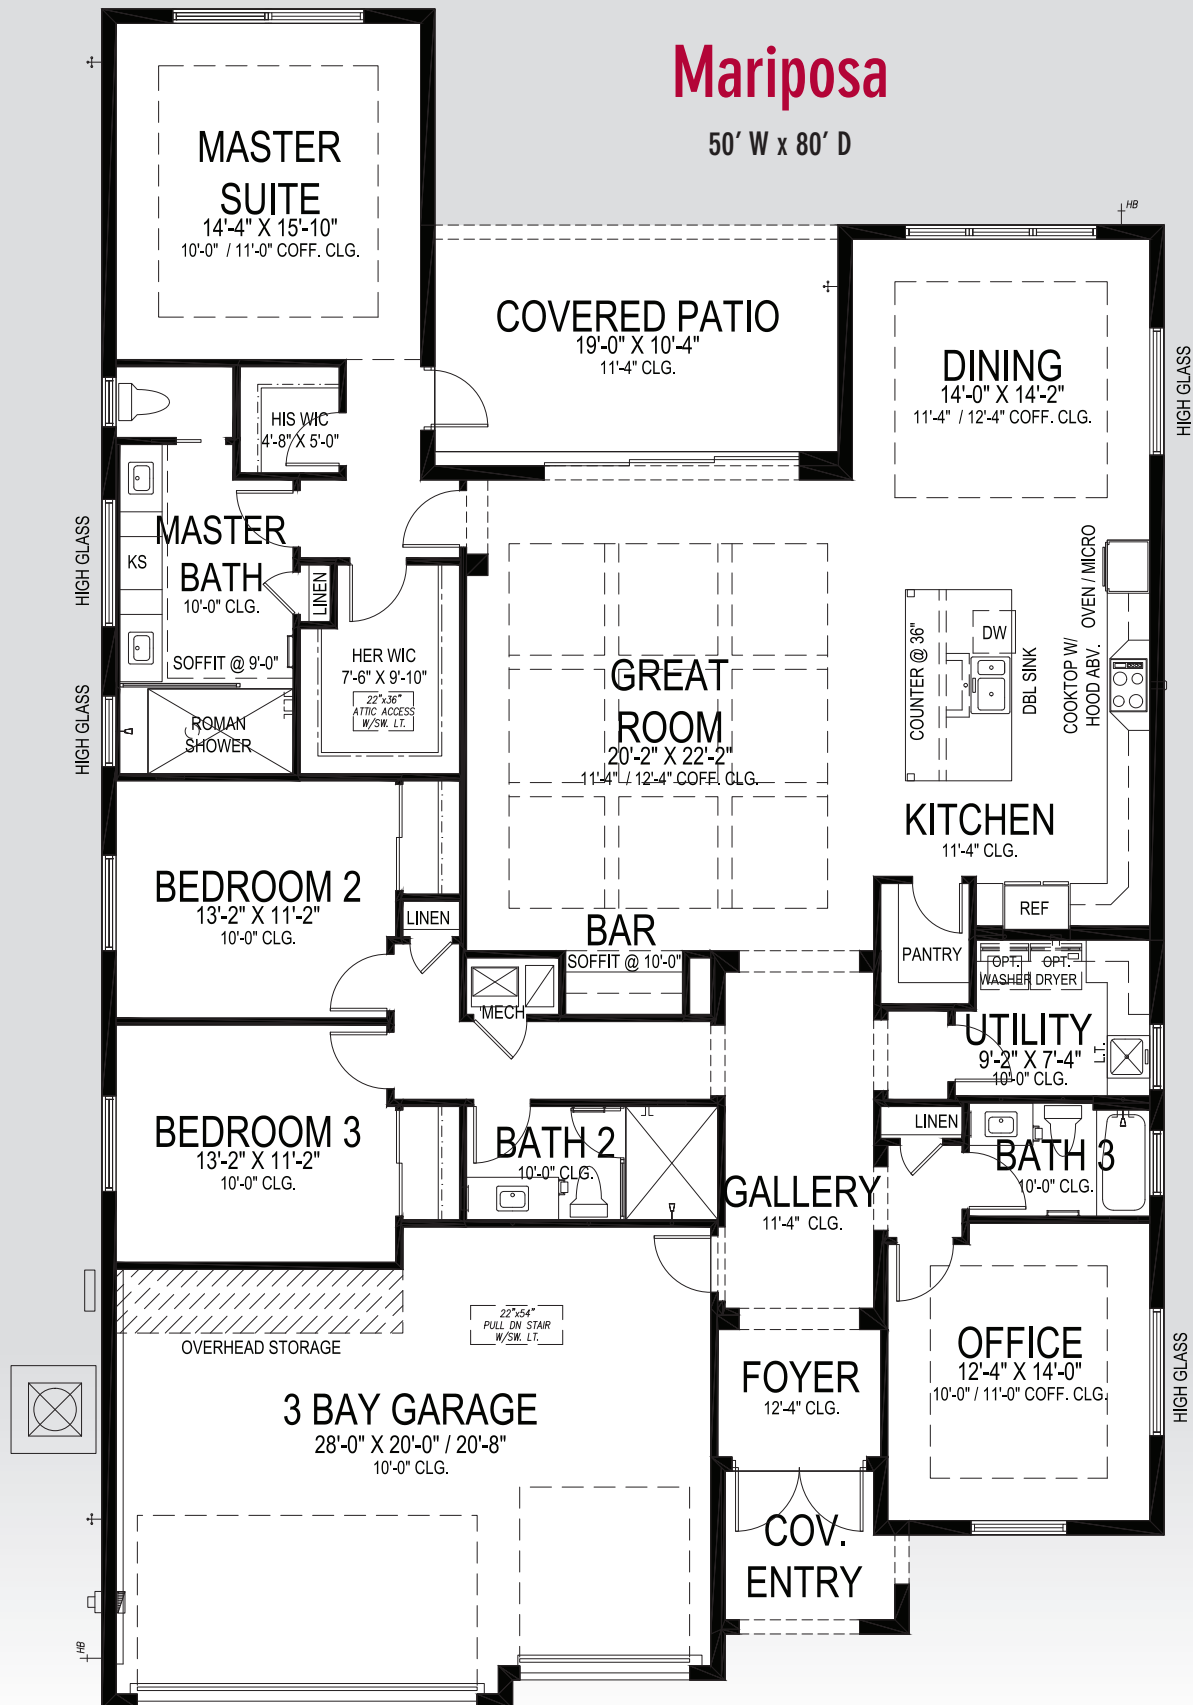 Mariposa
50' W x 80' D
MASTER
SUITE
14'-4" X 15'-10"
10'-0" / 11'-0" COFF. CLG.
HB
COVERED PATIO
19'-0" X 10'-4"
11'-4" CLG.
DINING
14'-0" X 14'-2"
11'-4" / 12'-4" COFF. CLG.
HIGH GLASS
HIS WIC
4'-8" X 5'-0"
MASTER
BATH
10'-0" CLG.
KS
HIGH GLASS
LINEN
SOFFIT @ 9'-0"
HER WIC
7'-6" X 9'-10"
22"x36"
ATTIC ACCESS
W/SW. LT.
ROMAN
SHOWER
HIGH GLASS
GREAT
ROOM
20'-2" X 22'-2"
11'-4" / 12'-4" COFF. CLG.
COUNTER @ 36"
DW
DBL SINK
COOKTOP W/
HOOD ABV.
OVEN / MICRO
KITCHEN
11'-4" CLG.
BEDROOM 2
13'-2" X 11'-2"
10'-0" CLG.
LINEN
BAR
SOFFIT @ 10'-0"
REF
PANTRY
OPT.
WASHER
OPT.
DRYER
MECH
UTILITY
9'-2" X 7'-4"
10'-0" CLG.
L.T.
BEDROOM 3
13'-2" X 11'-2"
10'-0" CLG.
BATH 2
10'-0" CLG.
LINEN
BATH 3
10'-0" CLG.
GALLERY
11'-4" CLG.
22"x54"
PULL DN STAIR
W/SW. LT.
OVERHEAD STORAGE
3 BAY GARAGE
28'-0" X 20'-0" / 20'-8"
10'-0" CLG.
FOYER
12'-4" CLG.
OFFICE
12'-4" X 14'-0"
10'-0" / 11'-0" COFF. CLG.
HIGH GLASS
COV.
ENTRY
HB